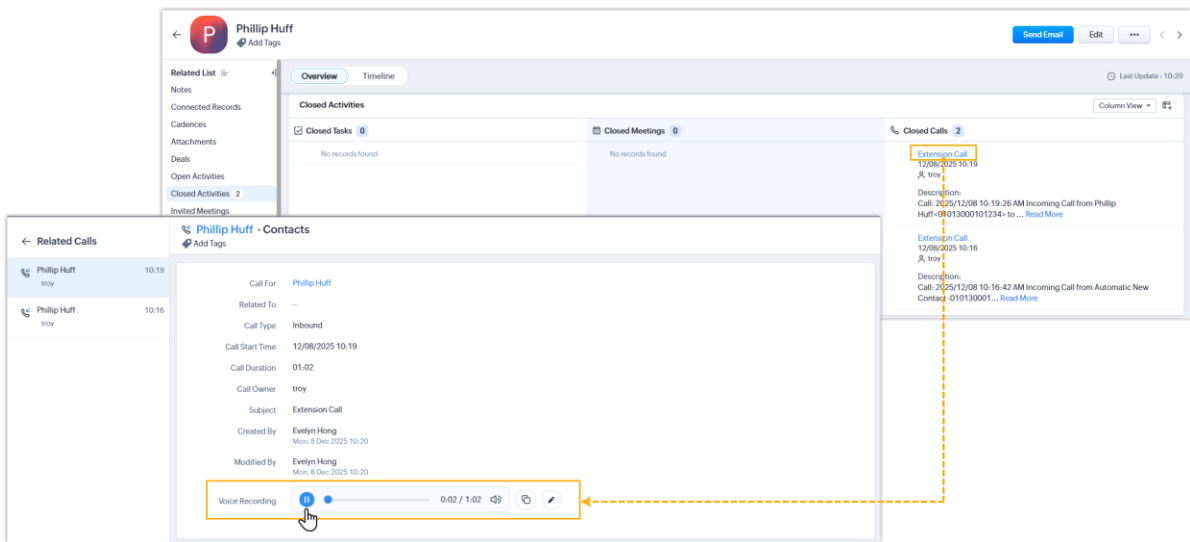 P
Phillip Huff
Add Tags
Send Email
Edit
Related List
Overview
Timeline
Last Update : 10:20
Notes
Connected Records
Cadences
Attachments
Deals
Open Activities
Closed Activities 2
Invited Meetings
Closed Activities
Column View
Closed Tasks 0
Closed Meetings 0
Closed Calls 2
No records found
No records found
Extension Call
12/08/2025 10:19
troy
Description:
Call: 2025/12/08 10:19:26 AM Incoming Call from Phillip
Huff<01013000101234> to ... Read More
Extension Call
12/08/2025 10:16
troy
Description:
Call: 2025/12/08 10:16:42 AM Incoming Call from Automatic New
Contact -010130001... Read More
Related Calls
Phillip Huff 10:19
troy
Phillip Huff 10:16
troy
Phillip Huff - Contacts
Add Tags
Call For Phillip Huff
Related To –
Call Type Inbound
Call Start Time 12/08/2025 10:19
Call Duration 01:02
Call Owner troy
Subject Extension Call
Created By Evelyn Hong
Mon, 8 Dec 2025 10:20
Modified By Evelyn Hong
Mon, 8 Dec 2025 10:20
Voice Recording 0:02 / 1:02